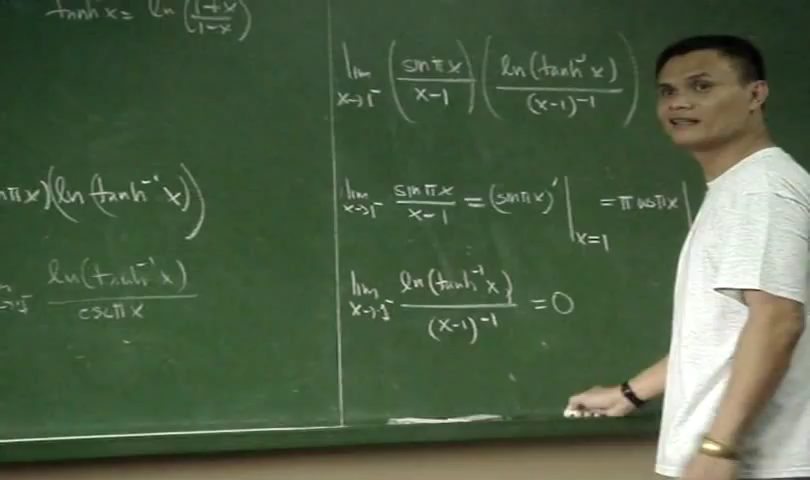 tanh⁻¹x = ln (1+x / 1-x)
πx)(ln (tanh⁻¹ x))
ln(tanh⁻¹ x) / csc πx
lim x→1⁻ (sin πx / x-1) (ln(tanh⁻¹ x) / (x-1)⁻¹)
lim x→1⁻ sin πx / x-1 = (sin πx)' | x=1 = π cos πx |
lim x→1⁻ ln(tanh⁻¹ x) / (x-1)⁻¹ = 0